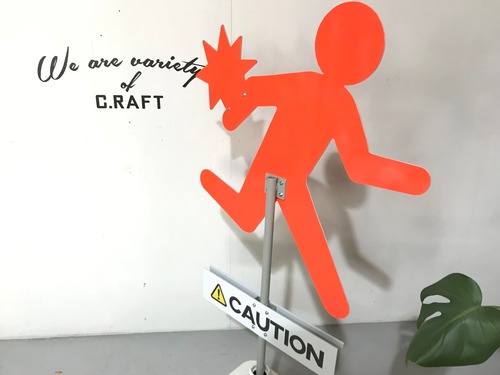 We are variety
of
C.RAFT
CAUTION